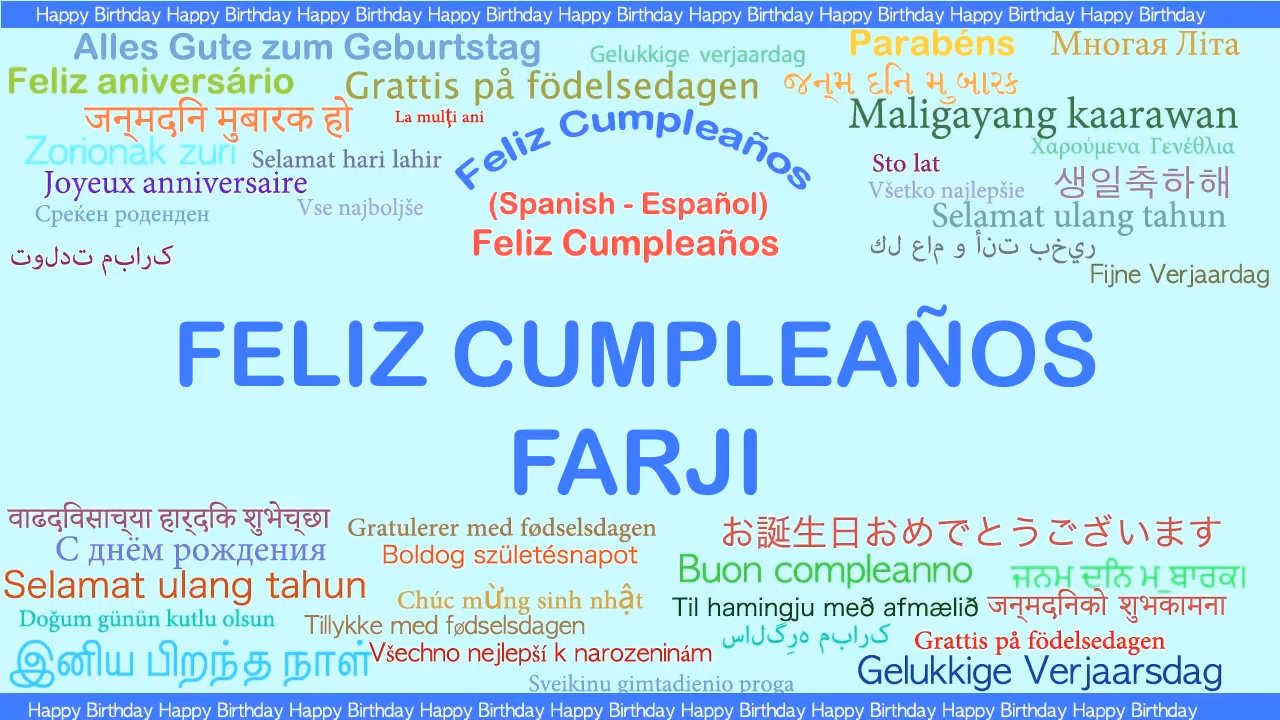 Happy Birthday Happy Birthday Happy Birthday Happy Birthday Happy Birthday Happy Birthday Happy Birthday Happy Birthday Happy Birthday
Alles Gute zum Geburtstag
Gelukkige verjaardag
Parabéns
Многая Літа
Feliz aniversário
Grattis på födelsedagen
જન્મ દિન મુબારક
जन्मदिन मुबारक हो
La mulţi ani
Feliz Cumpleaños
Maligayang kaarawan
Zorionak zuri
Selamat hari lahir
(Spanish - Español)
Sto lat
Χαρούμενα Γενέθλια
Joyeux anniversaire
Všetko najlepšie
생일축하해
Среќен роденден
Vse najboljše
Feliz Cumpleaños
Selamat ulang tahun
تولدت مبارک
كل عام و أنت بخير
Fijne Verjaardag
FELIZ CUMPLEAÑOS
FARJI
वाढदिवसाच्या हार्दिक शुभेच्छा
Gratulerer med fødselsdagen
お誕生日おめでとうございます
С днём рождения
Boldog születésnapot
Buon compleanno
ਜਨਮ ਦਿਨ ਮੁਬਾਰਕ।
Selamat ulang tahun
Chúc mừng sinh nhật
Til hamingju með afmælið
जन्मदिनको शुभकामना
Doğum günün kutlu olsun
Tillykke med fødselsdagen
سالگرہ مبارک
Grattis på födelsedagen
இனிய பிறந்த நாள்
Všechno nejlepší k narozeninám
Gelukkige Verjaarsdag
Sveikinu gimtadienio proga
Happy Birthday Happy Birthday Happy Birthday Happy Birthday Happy Birthday Happy Birthday Happy Birthday Happy Birthday Happy Birthday